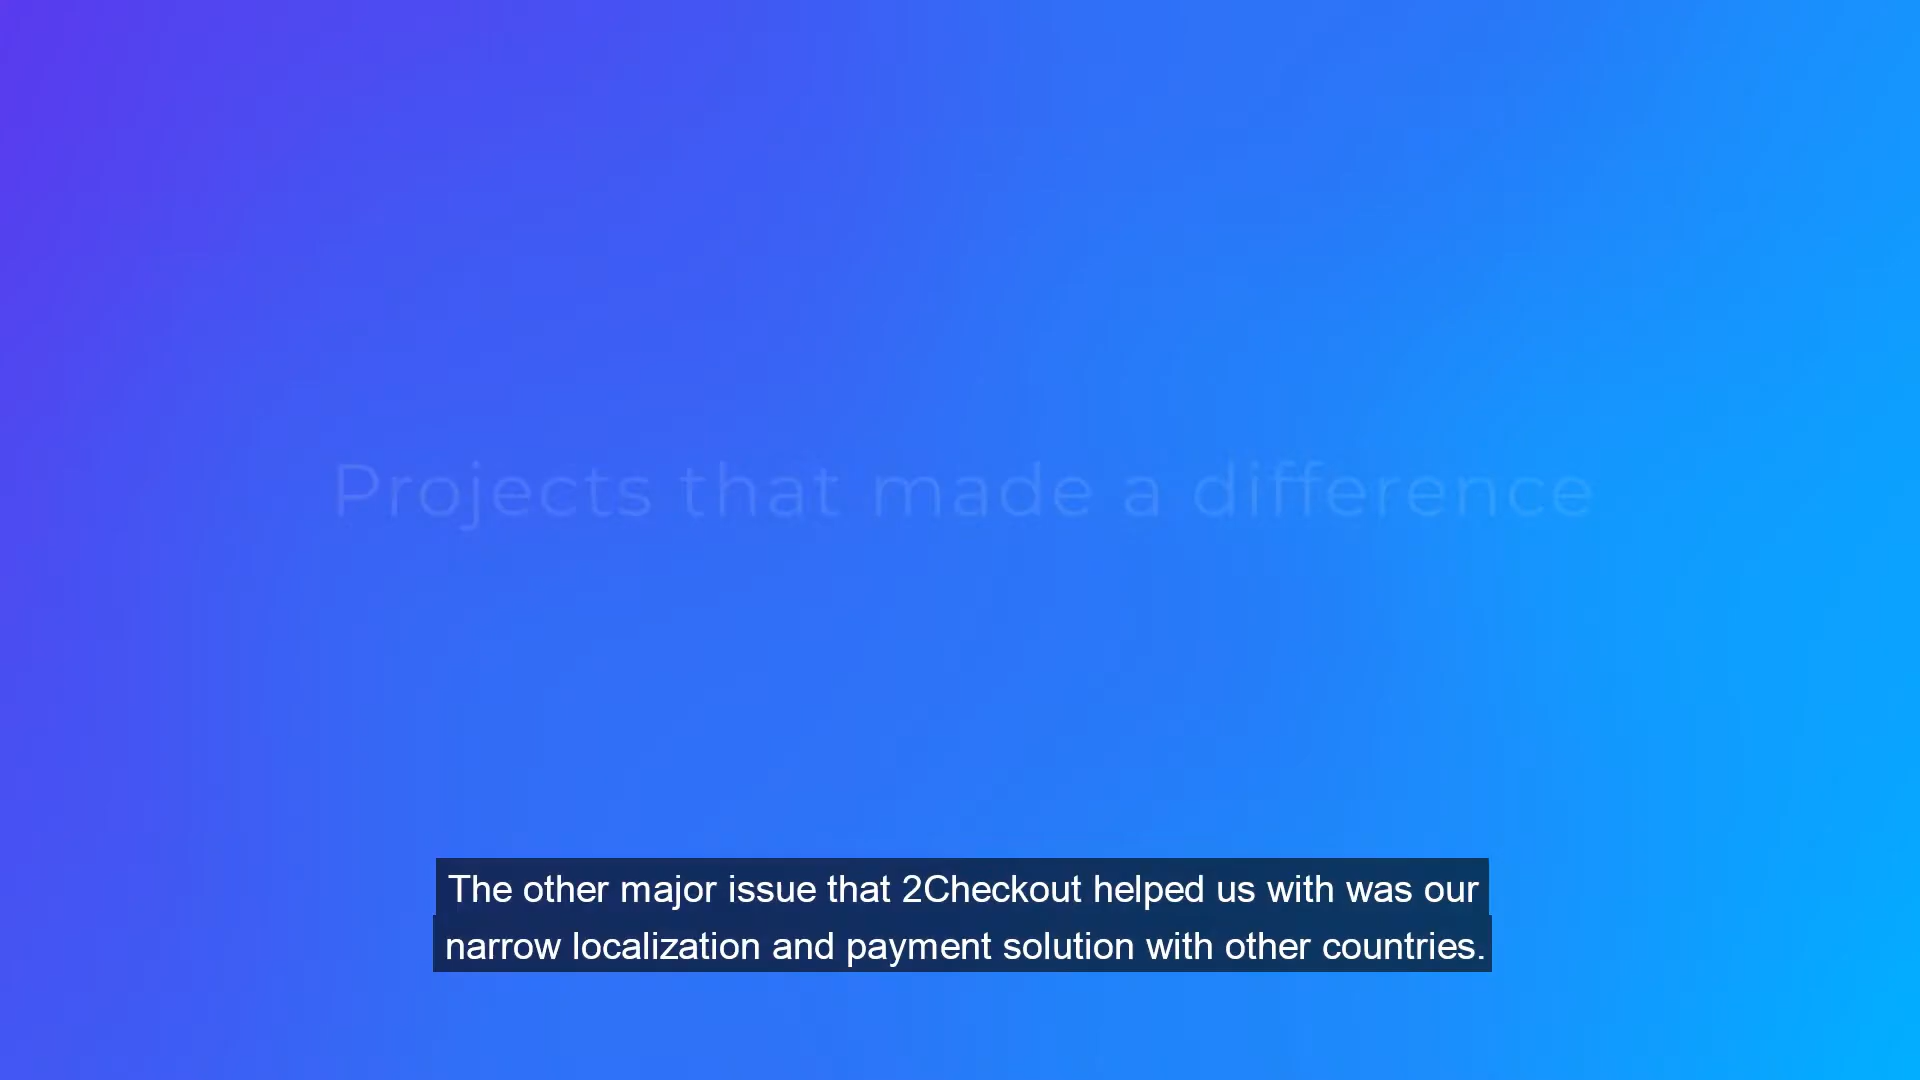 Projects that made a difference
The other major issue that 2Checkout helped us with was our
narrow localization and payment solution with other countries.